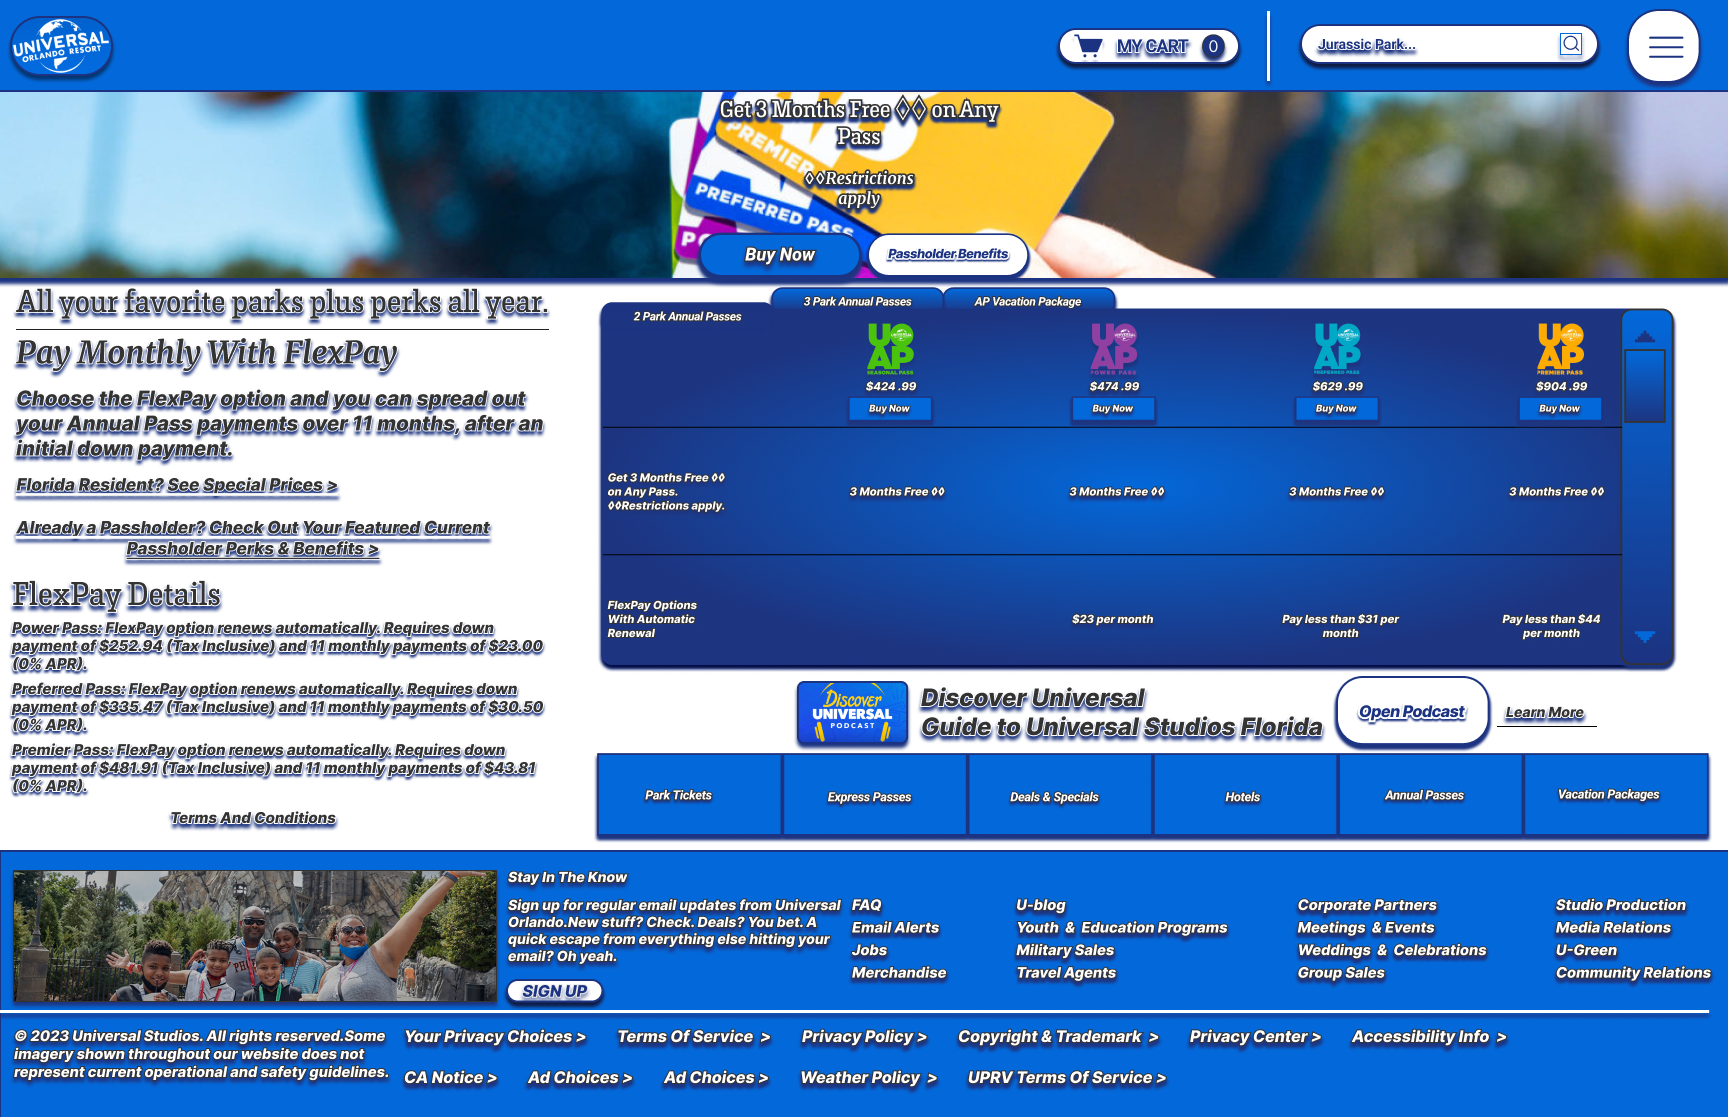 UNIVERSAL
ORLANDO RESORT
MY CART
0
Jurassic Park...
Get 3 Months Free ◊◊ on Any
Pass
◊◊Restrictions
apply
PREMIER
PREFERRED PASS
PO
Buy Now
Passholder Benefits
All your favorite parks plus perks all year.
Pay Monthly With FlexPay
Choose the FlexPay option and you can spread out
your Annual Pass payments over 11 months, after an
initial down payment.
Florida Resident? See Special Prices >
Already a Passholder? Check Out Your Featured Current
Passholder Perks & Benefits >
FlexPay Details
Power Pass: FlexPay option renews automatically. Requires down
payment of $252.94 (Tax Inclusive) and 11 monthly payments of $23.00
(0% APR).
Preferred Pass: FlexPay option renews automatically. Requires down
payment of $335.47 (Tax Inclusive) and 11 monthly payments of $30.50
(0% APR).
Premier Pass: FlexPay option renews automatically. Requires down
payment of $481.91 (Tax Inclusive) and 11 monthly payments of $43.81
(0% APR).
Terms And Conditions
2 Park Annual Passes
3 Park Annual Passes
AP Vacation Package
UOAP
SEASONAL PASS
$424 .99
Buy Now
UOAP
POWER PASS
$474 .99
Buy Now
UOAP
PREFERRED PASS
$629 .99
Buy Now
UOAP
PREMIER PASS
$904 .99
Buy Now
Get 3 Months Free ◊◊
on Any Pass.
◊◊Restrictions apply.
3 Months Free ◊◊
3 Months Free ◊◊
3 Months Free ◊◊
3 Months Free ◊◊
FlexPay Options
With Automatic
Renewal
$23 per month
Pay less than $31 per
month
Pay less than $44
per month
Discover
UNIVERSAL
PODCAST
Discover Universal
Guide to Universal Studios Florida
Open Podcast
Learn More
Park Tickets
Express Passes
Deals & Specials
Hotels
Annual Passes
Vacation Packages
Stay In The Know
Sign up for regular email updates from Universal
Orlando.New stuff? Check. Deals? You bet. A
quick escape from everything else hitting your
email? Oh yeah.
SIGN UP
FAQ
Email Alerts
Jobs
Merchandise
U-blog
Youth & Education Programs
Military Sales
Travel Agents
Corporate Partners
Meetings & Events
Weddings & Celebrations
Group Sales
Studio Production
Media Relations
U-Green
Community Relations
© 2023 Universal Studios. All rights reserved.Some
imagery shown throughout our website does not
represent current operational and safety guidelines.
Your Privacy Choices >
Terms Of Service >
Privacy Policy >
Copyright & Trademark >
Privacy Center >
Accessibility Info >
CA Notice >
Ad Choices >
Ad Choices >
Weather Policy >
UPRV Terms Of Service >